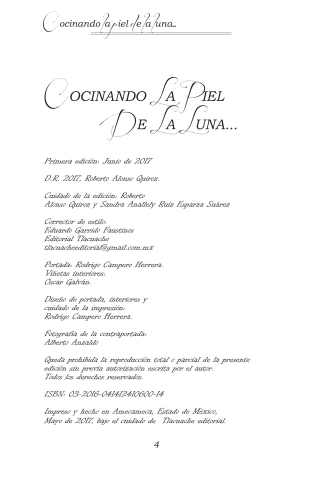 Cocinando la piel de la luna...
COCINANDO LA PIEL
DE LA LUNA...
Primera edición: Junio de 2017
D.R. 2017, Roberto Alonso Quiroz.
Cuidado de la edición: Roberto
Alonso Quiroz y Sandra Anallely Ruiz Esparza Suárez
Corrector de estilo:
Eduardo Garrido Faustinos
Editorial Tlacuache
tlacuacheeditorial@gmail.com.mx
Portada: Rodrigo Campero Herrera.
Viñetas interiores:
Oscar Galván.
Diseño de portada, interiores y
cuidado de la impresión:
Rodrigo Campero Herrera.
Fotografía de la contraportada:
Alberto Anzaldo
Queda prohibida la reproducción total o parcial de la presente
edición sin previa autorización escrita por el autor.
Todos los derechos reservados.
ISBN: 03-2016-041412410600-14
Impreso y hecho en Amecameca, Estado de México,
Mayo de 2017, bajo el cuidado de Tlacuache editorial.
4